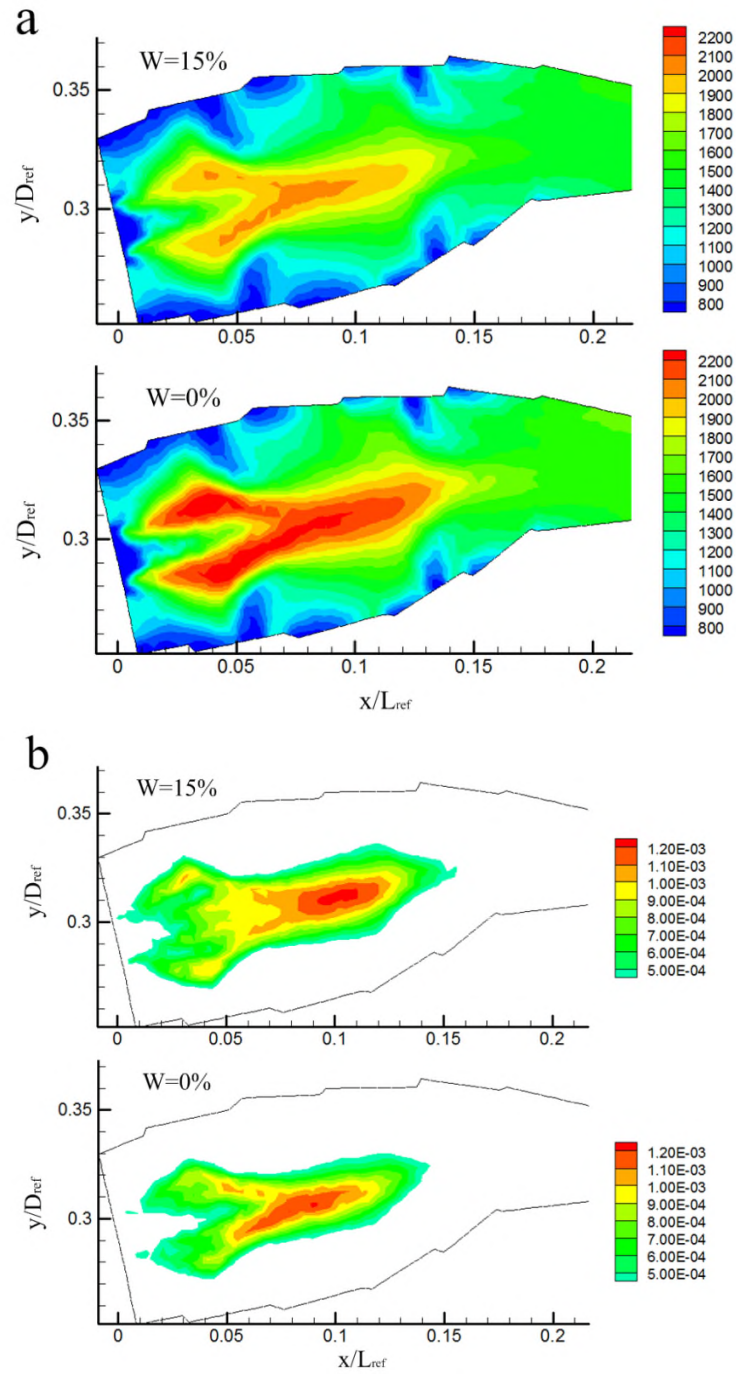 a
W=15%
0.35
0.3
y/Dref
0 0.05 0.1 0.15 0.2
2200
2100
2000
1900
1800
1700
1600
1500
1400
1300
1200
1100
1000
900
800
W=0%
0.35
0.3
y/Dref
0 0.05 0.1 0.15 0.2
x/Lref
2200
2100
2000
1900
1800
1700
1600
1500
1400
1300
1200
1100
1000
900
800
b
W=15%
0.35
0.3
y/Dref
0 0.05 0.1 0.15 0.2
1.20E-03
1.10E-03
1.00E-03
9.00E-04
8.00E-04
7.00E-04
6.00E-04
5.00E-04
W=0%
0.35
0.3
y/Dref
0 0.05 0.1 0.15 0.2
x/Lref
1.20E-03
1.10E-03
1.00E-03
9.00E-04
8.00E-04
7.00E-04
6.00E-04
5.00E-04